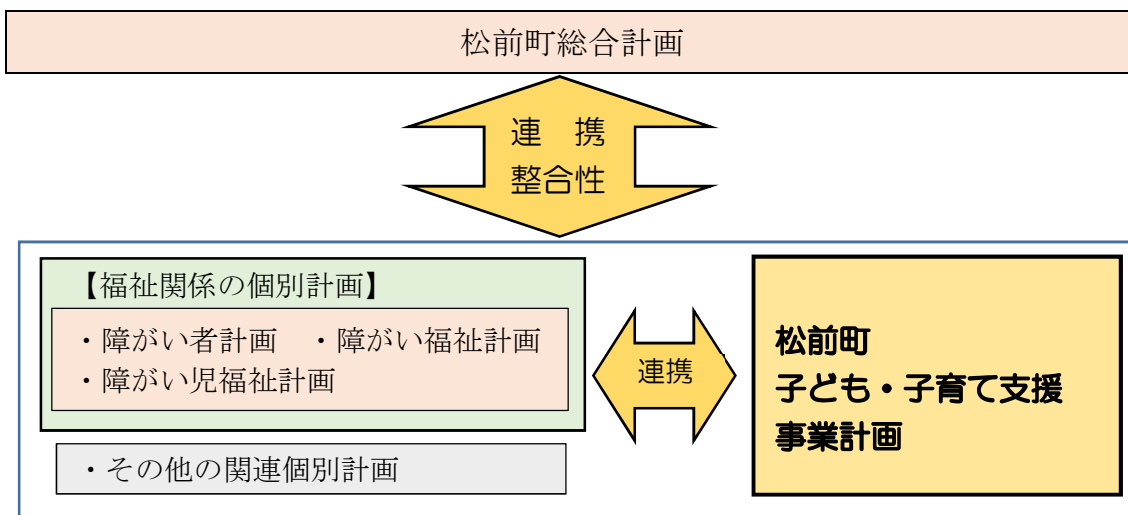 松前町総合計画
連　携
整合性
【福祉関係の個別計画】
・障がい者計画　・障がい福祉計画
・障がい児福祉計画
・その他の関連個別計画
連携
松前町
子ども・子育て支援
事業計画